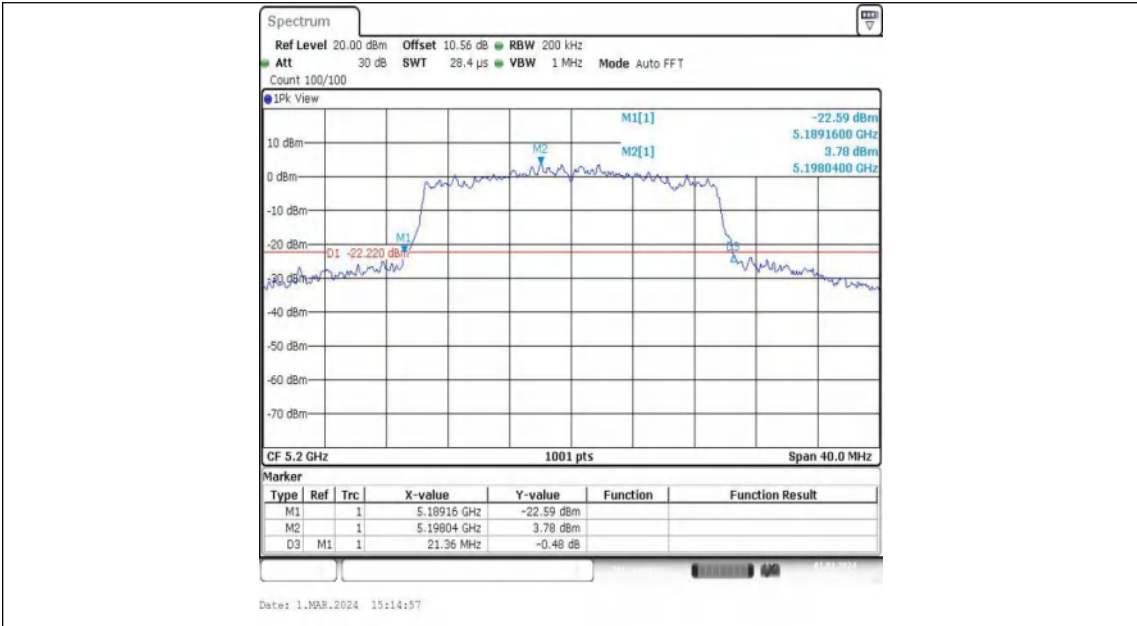 Spectrum
Ref Level 20.00 dBm Offset 10.56 dB RBW 200 kHz
Att 30 dB SWT 28.4 µs VBW 1 MHz Mode Auto FFT
Count 100/100
1Pk View
M1[1] -22.59 dBm
5.1891600 GHz
M2[1] 3.78 dBm
5.1980400 GHz
10 dBm
M2
0 dBm
-10 dBm
M1
-20 dBm
D3
D1 -22.220 dBm
-30 dBm
-40 dBm
-50 dBm
-60 dBm
-70 dBm
CF 5.2 GHz 1001 pts Span 40.0 MHz
Marker
Type Ref Trc X-value Y-value Function Function Result
M1 1 5.18916 GHz -22.59 dBm
M2 1 5.19804 GHz 3.78 dBm
D3 M1 1 21.36 MHz -0.48 dB
Date: 1.MAR.2024 15:14:57